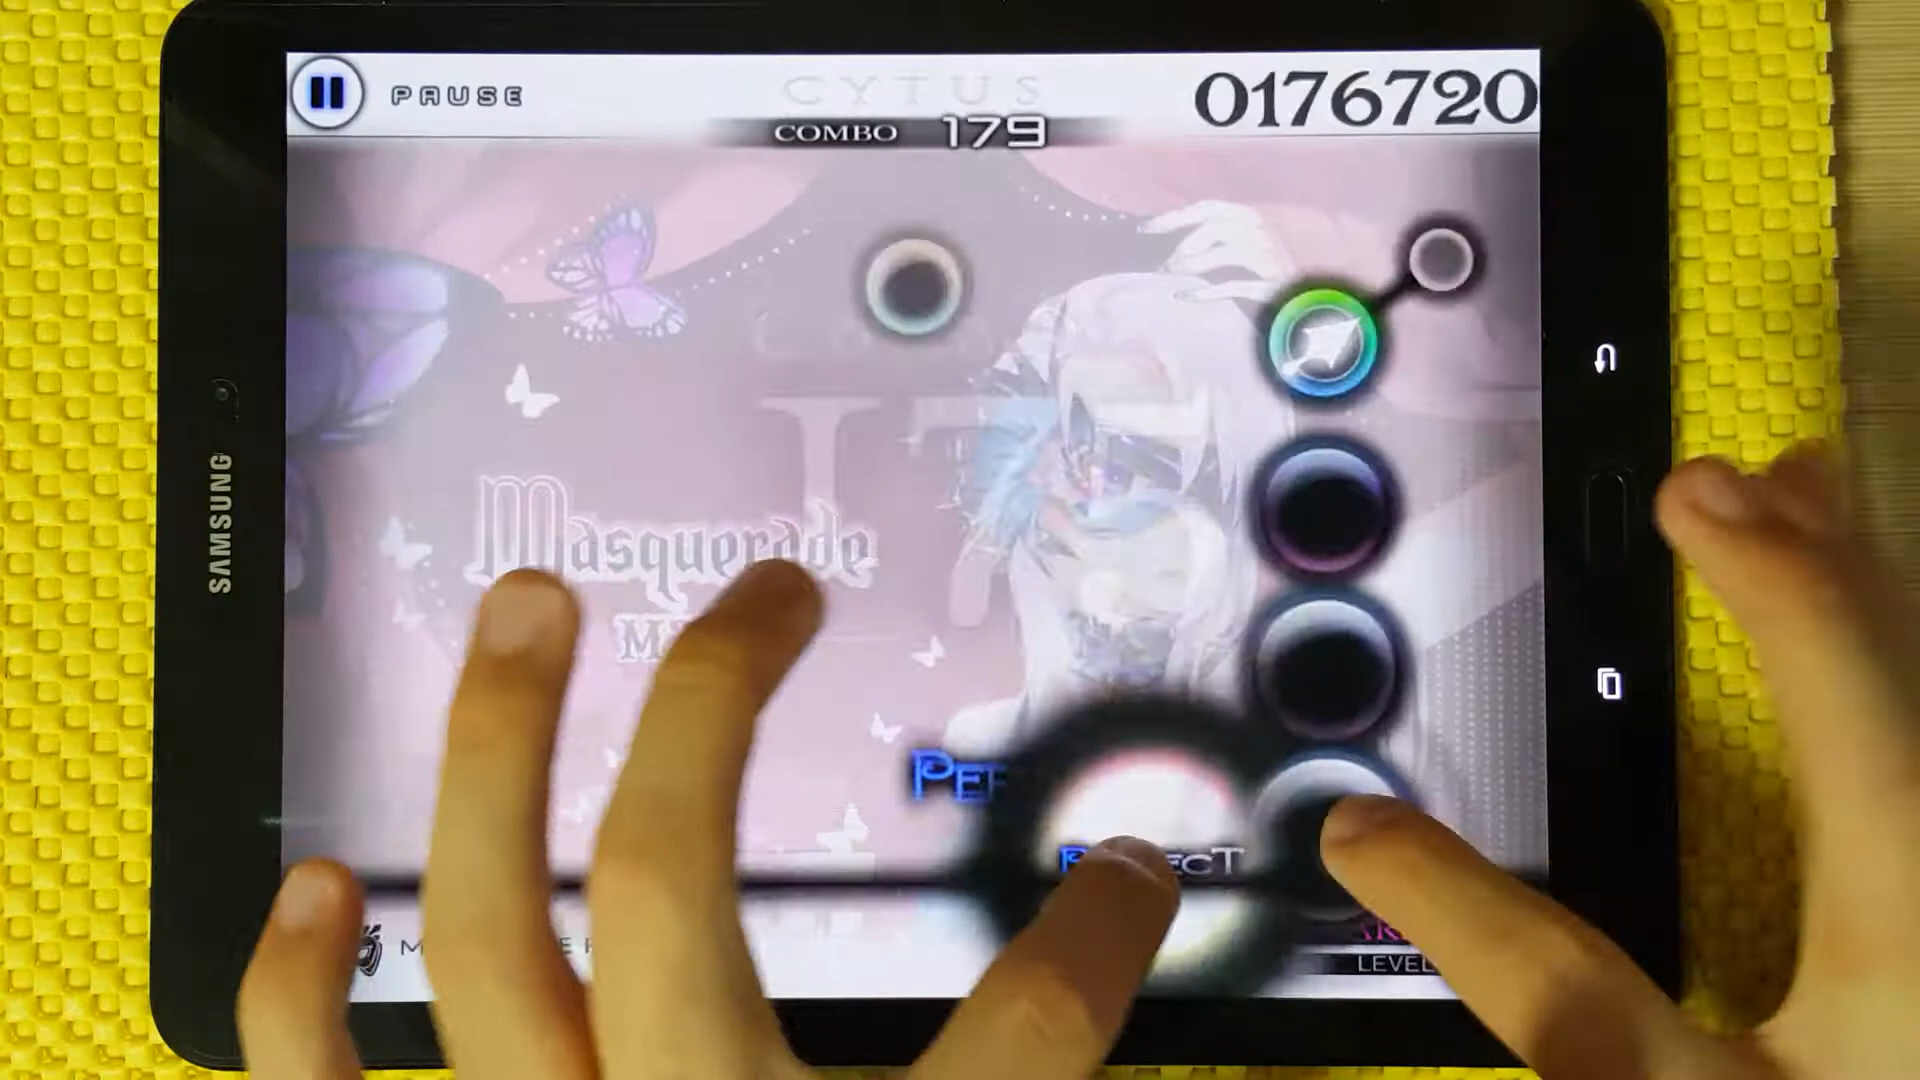 PAUSE
CYTUS
0176720
COMBO 179
SAMSUNG
Masquerade
LEVEL